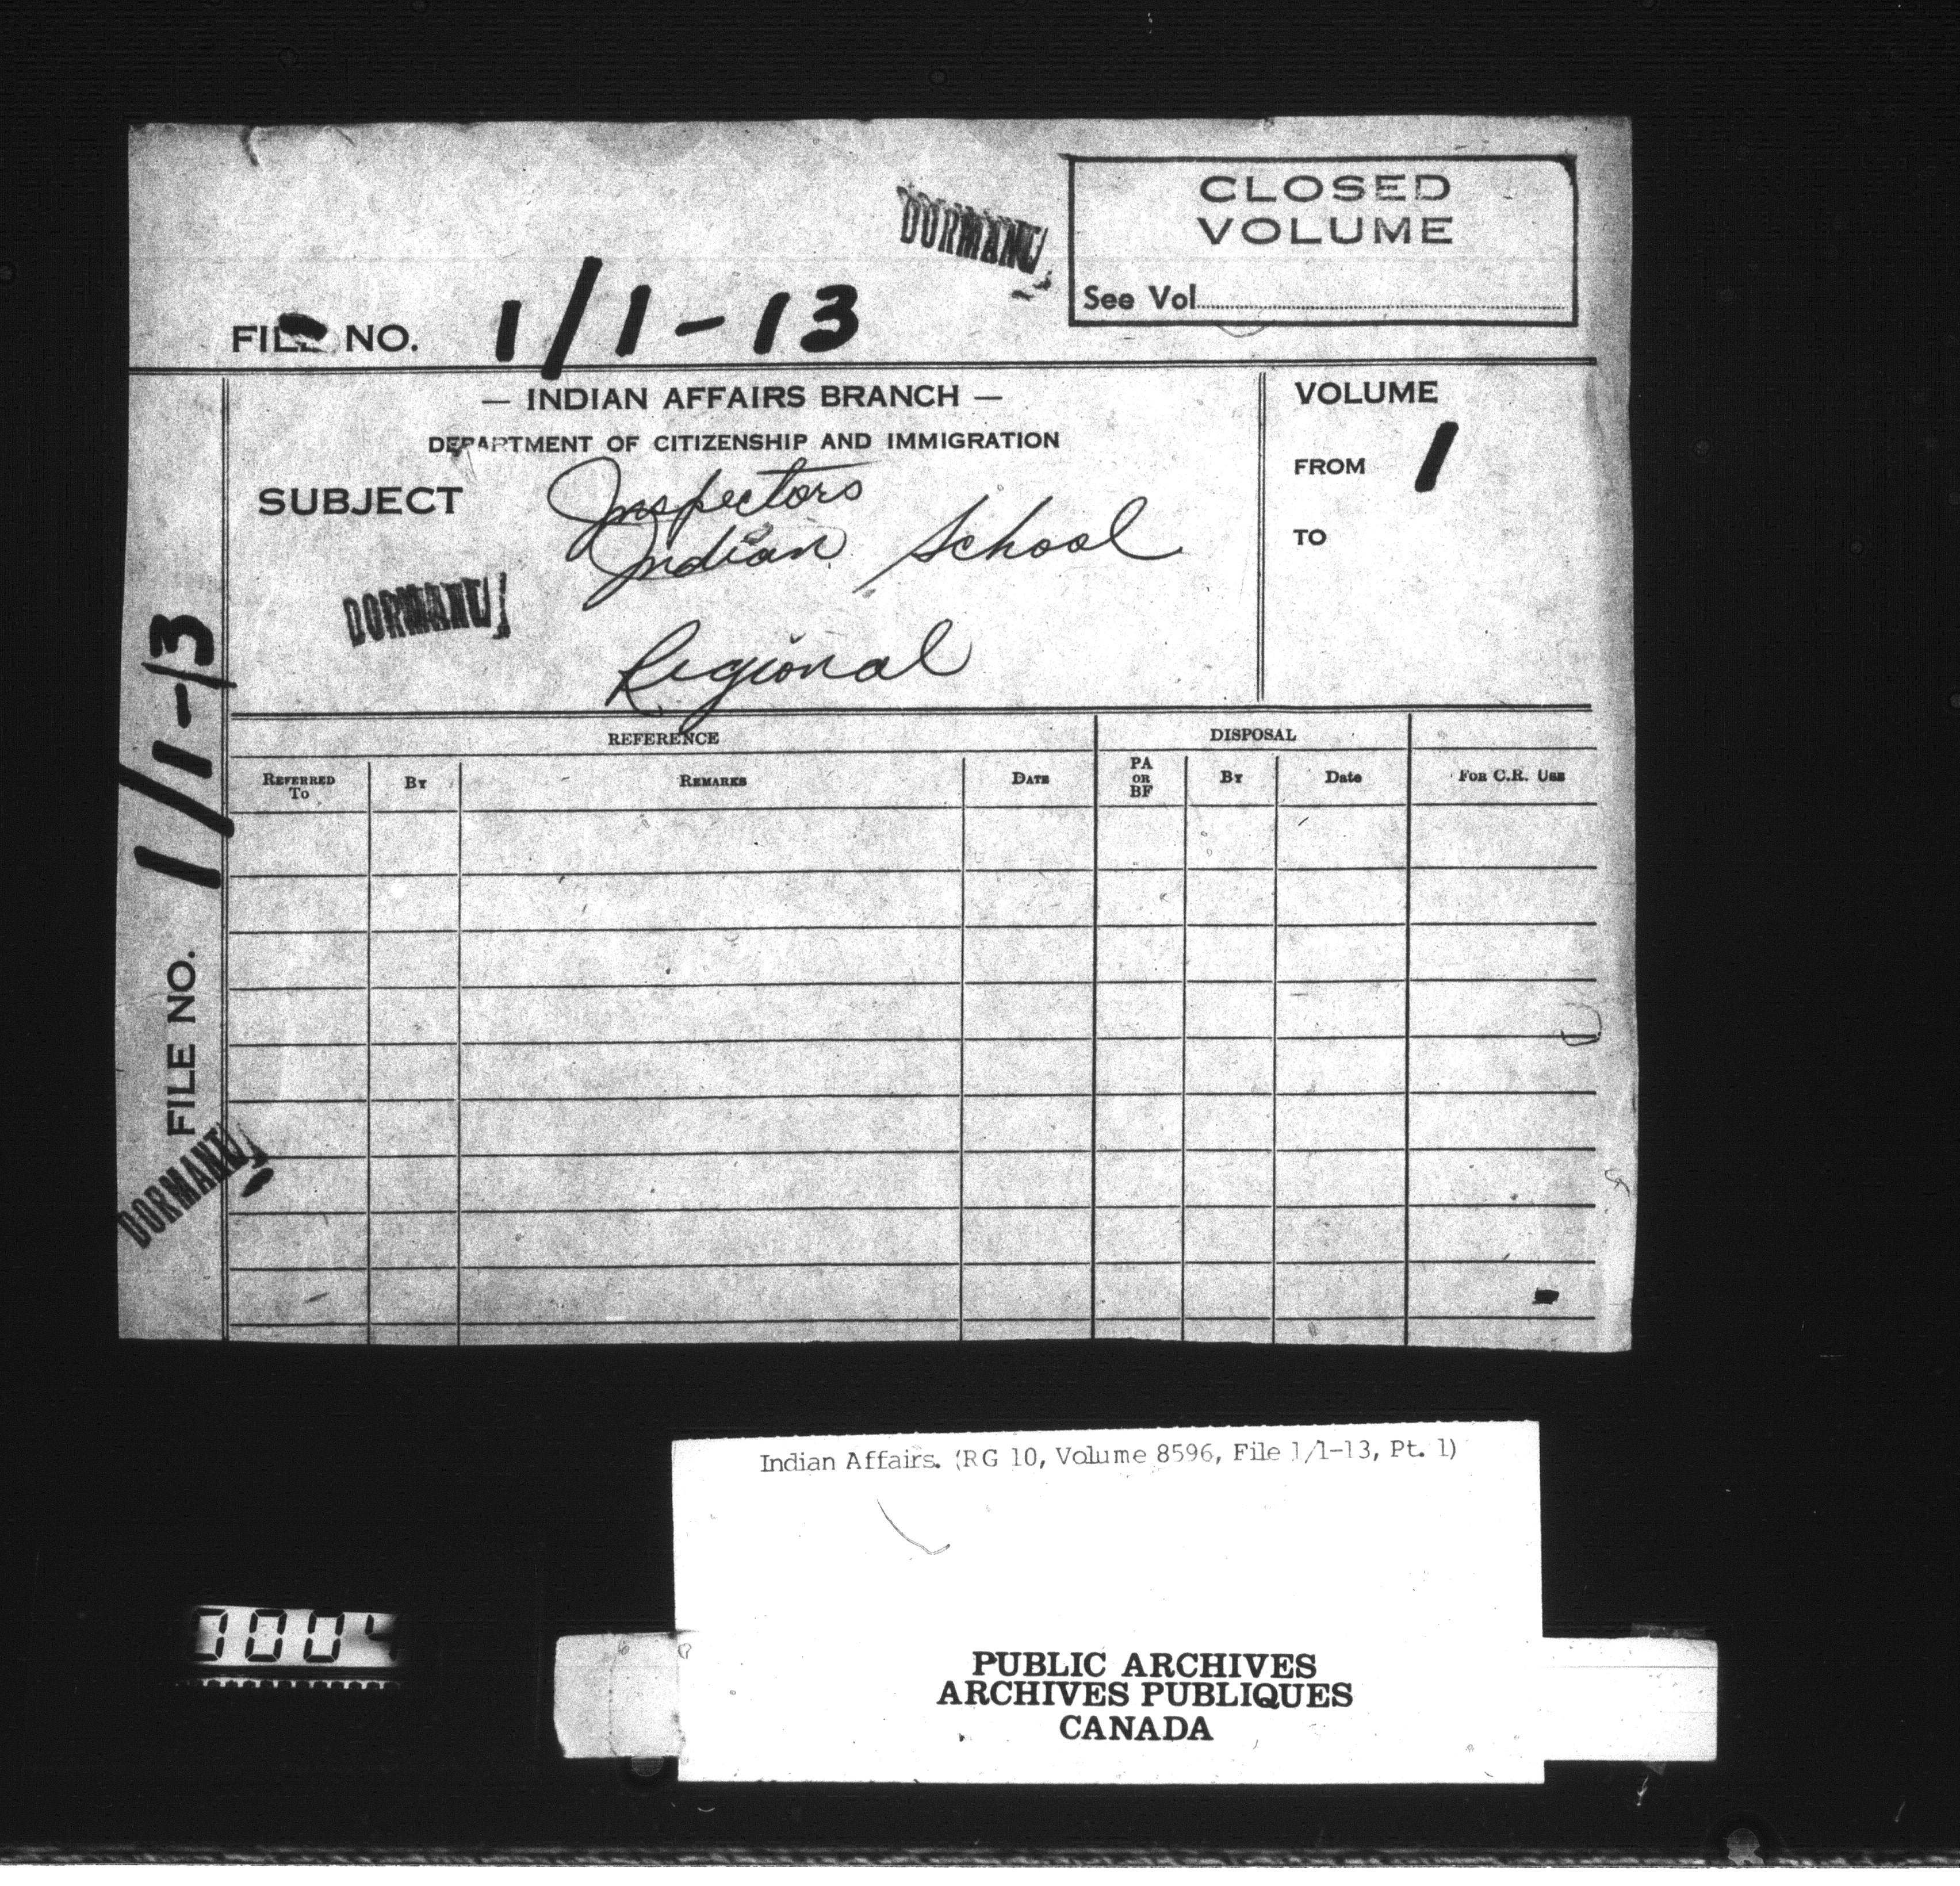 DORMANT
CLOSED
VOLUME
See Vol
FILE NO. 1/1-13
— INDIAN AFFAIRS BRANCH —
DEPARTMENT OF CITIZENSHIP AND IMMIGRATION
SUBJECT Inspectors
Indian School
DORMANT
Regional
VOLUME
FROM 1
TO
REFERENCE DISPOSAL
REFERRED TO BY REMARKS DATE PA OR BF BY Date FOR C.R. USE
FILE NO. 1/1-13
DORMANT
Indian Affairs. (RG 10, Volume 8596, File 1/1-13, Pt. 1)
PUBLIC ARCHIVES
ARCHIVES PUBLIQUES
CANADA